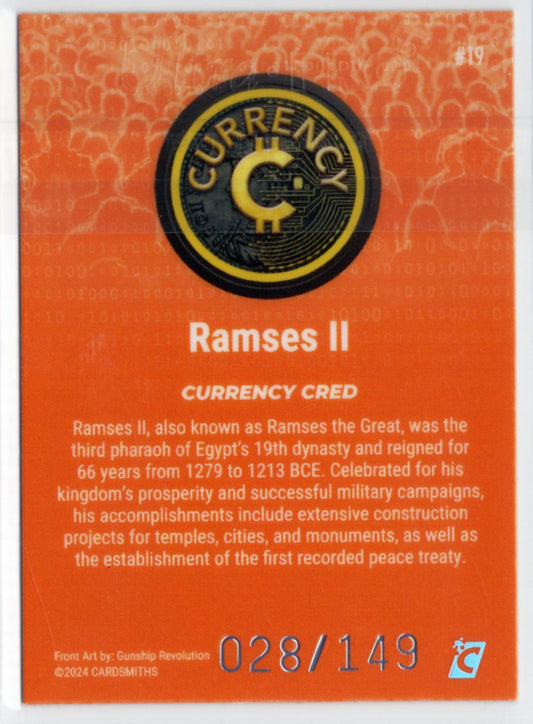 #19
CURRENCY
C
Ramses II
CURRENCY CRED
Ramses II, also known as Ramses the Great, was the
third pharaoh of Egypt's 19th dynasty and reigned for
66 years from 1279 to 1213 BCE. Celebrated for his
kingdom's prosperity and successful military campaigns,
his accomplishments include extensive construction
projects for temples, cities, and monuments, as well as
the establishment of the first recorded peace treaty.
Front Art by: Gunship Revolution
©2024 CARDSMITHS
028/149
C